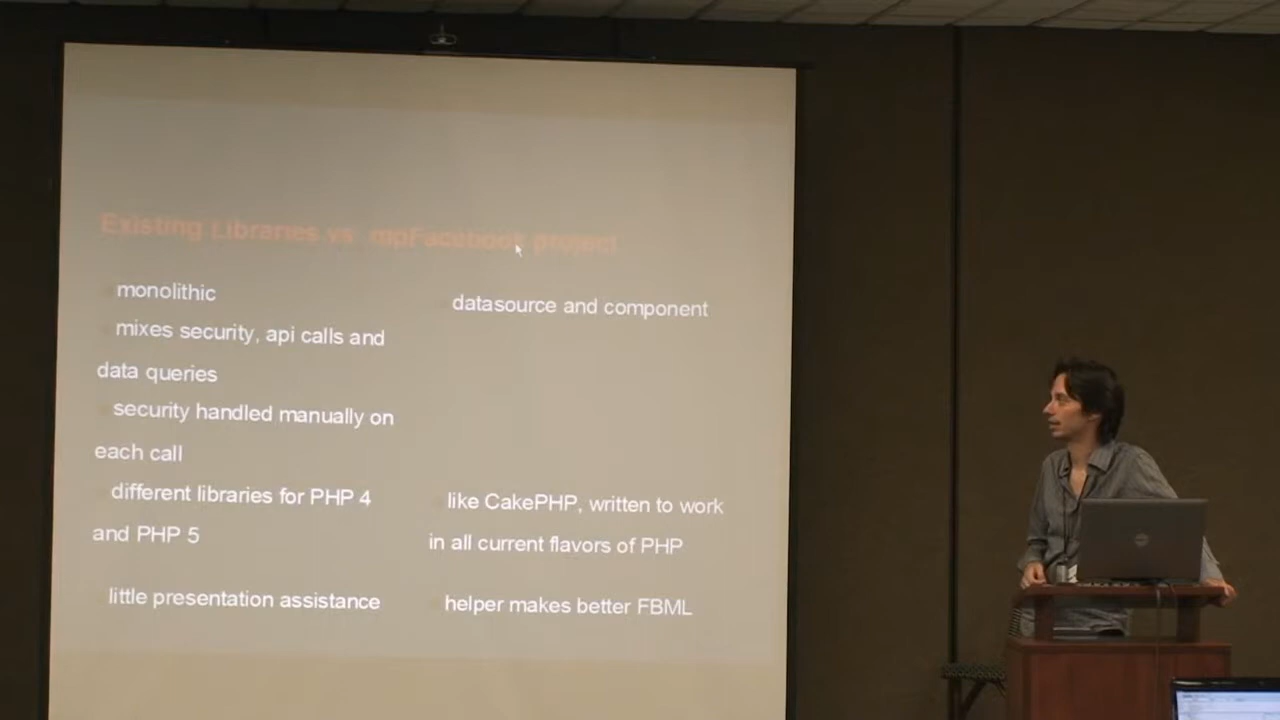 Existing Libraries vs mpFacebook project
monolithic
mixes security, api calls and
data queries
security handled manually on
each call
different libraries for PHP 4
and PHP 5
little presentation assistance
datasource and component
like CakePHP, written to work
in all current flavors of PHP
helper makes better FBML